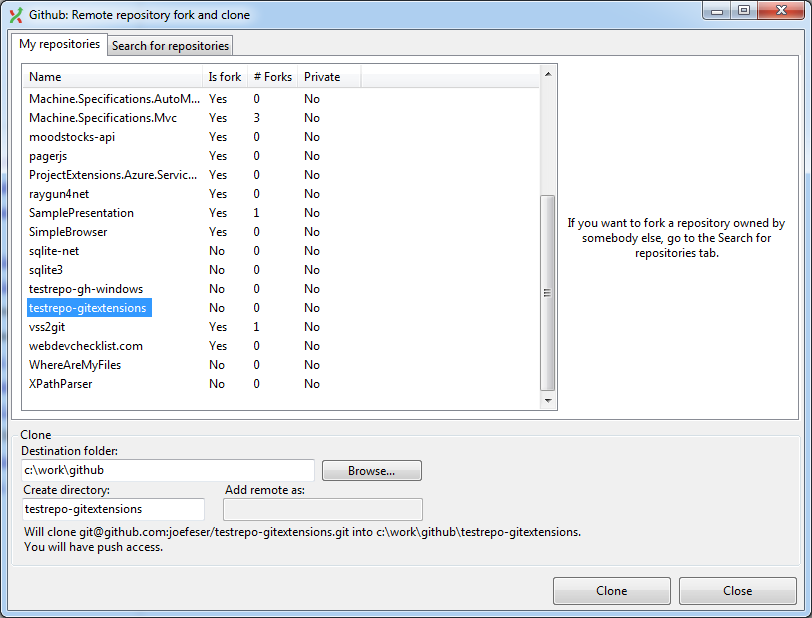 Github: Remote repository fork and clone
My repositories Search for repositories
Name Is fork # Forks Private
Machine.Specifications.AutoM... Yes 0 No
Machine.Specifications.Mvc Yes 3 No
moodstocks-api Yes 0 No
pagerjs Yes 0 No
ProjectExtensions.Azure.Servic... Yes 0 No
raygun4net Yes 0 No
SamplePresentation Yes 1 No
SimpleBrowser Yes 0 No
sqlite-net No 0 No
sqlite3 No 0 No
testrepo-gh-windows No 0 No
testrepo-gitextensions No 0 No
vss2git Yes 1 No
webdevchecklist.com Yes 0 No
WhereAreMyFiles No 0 No
XPathParser No 0 No
If you want to fork a repository owned by
somebody else, go to the Search for
repositories tab.
Clone
Destination folder:
c:\work\github Browse...
Create directory: Add remote as:
testrepo-gitextensions
Will clone git@github.com:joefeser/testrepo-gitextensions.git into c:\work\github\testrepo-gitextensions.
You will have push access.
Clone Close